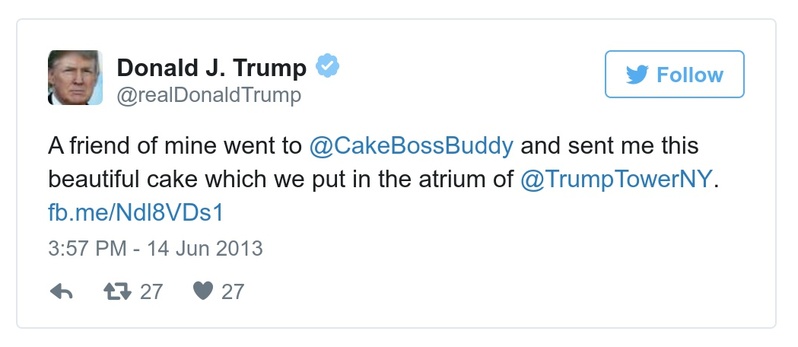 Donald J. Trump
@realDonaldTrump
Follow
A friend of mine went to @CakeBossBuddy and sent me this
beautiful cake which we put in the atrium of @TrumpTowerNY.
fb.me/Ndl8VDs1
3:57 PM - 14 Jun 2013
27 27